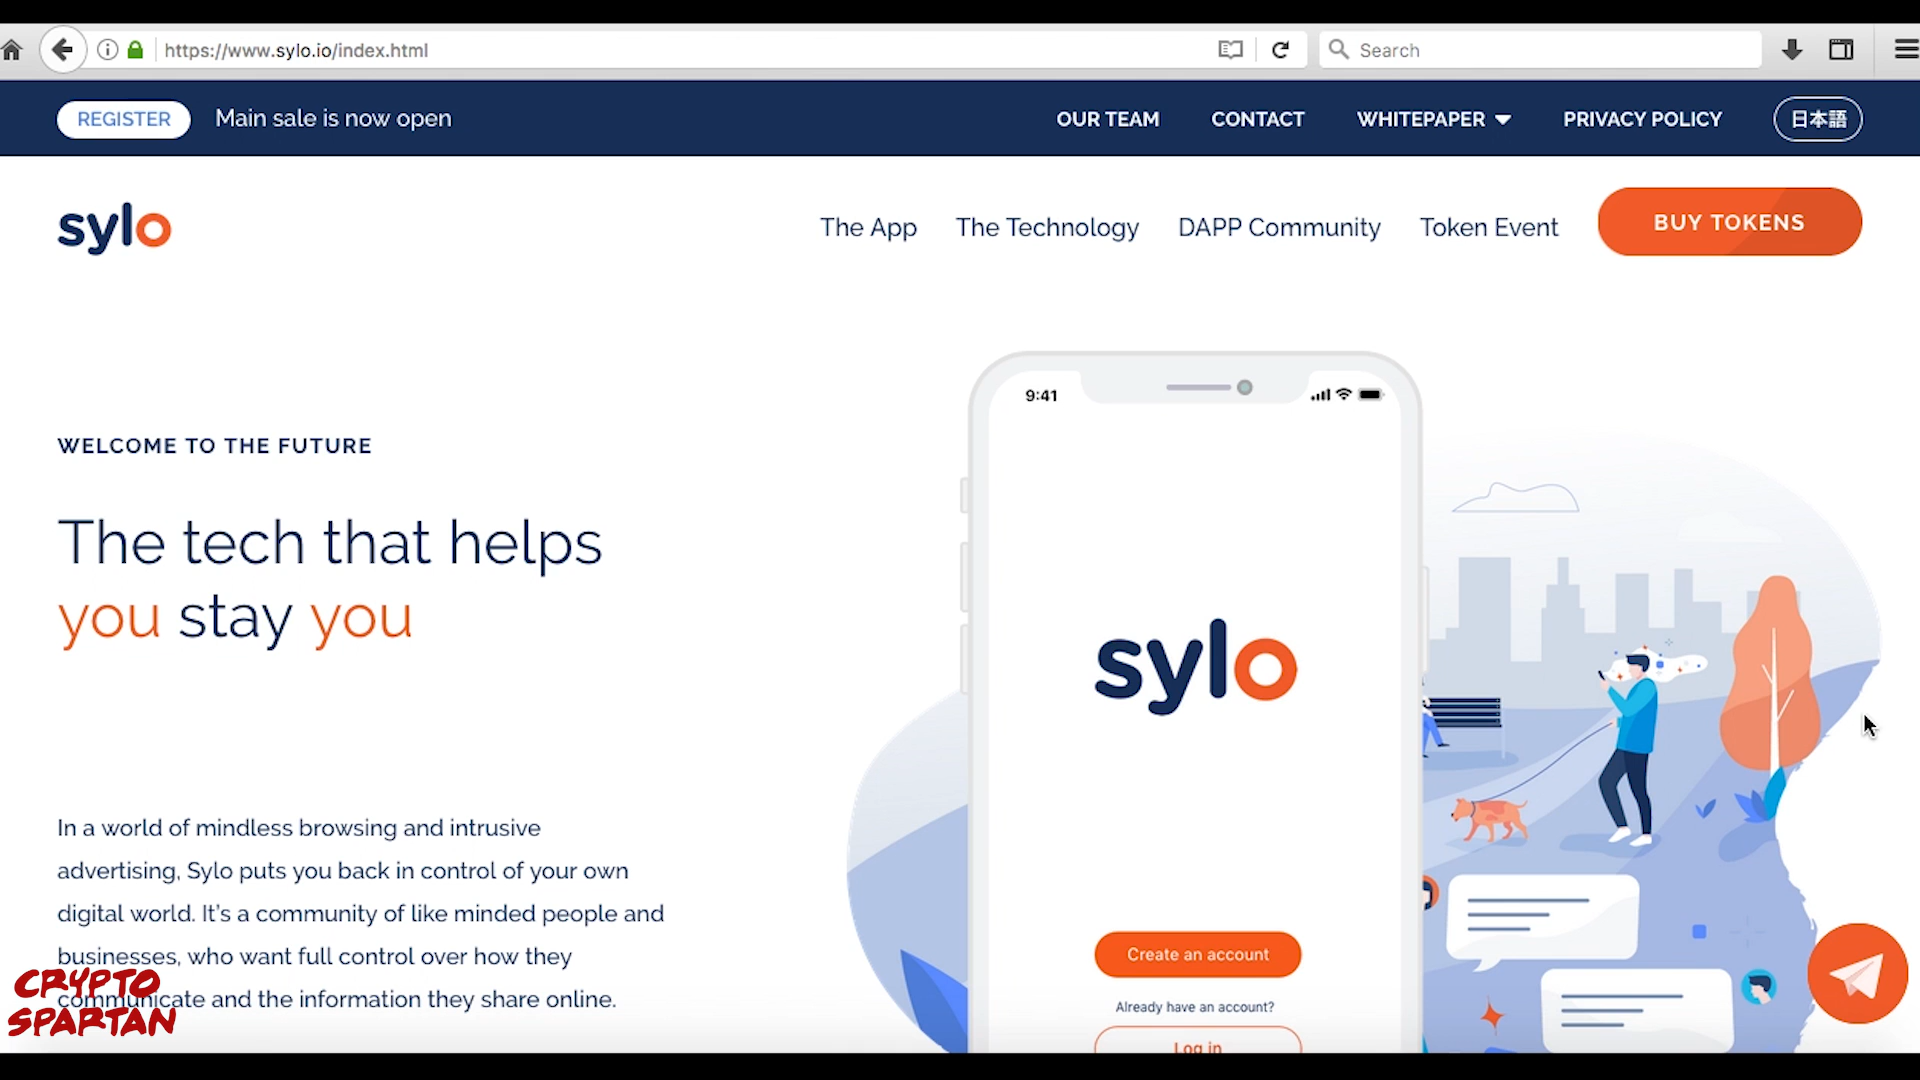 https://www.sylo.io/index.html
Search
REGISTER
Main sale is now open
OUR TEAM
CONTACT
WHITEPAPER
PRIVACY POLICY
日本語
sylo
The App
The Technology
DAPP Community
Token Event
BUY TOKENS
9:41
WELCOME TO THE FUTURE
The tech that helps
you stay you
sylo
In a world of mindless browsing and intrusive
advertising, Sylo puts you back in control of your own
digital world. It's a community of like minded people and
businesses, who want full control over how they
communicate and the information they share online.
Create an account
Already have an account?
Log in
CRYPTO
SPARTAN